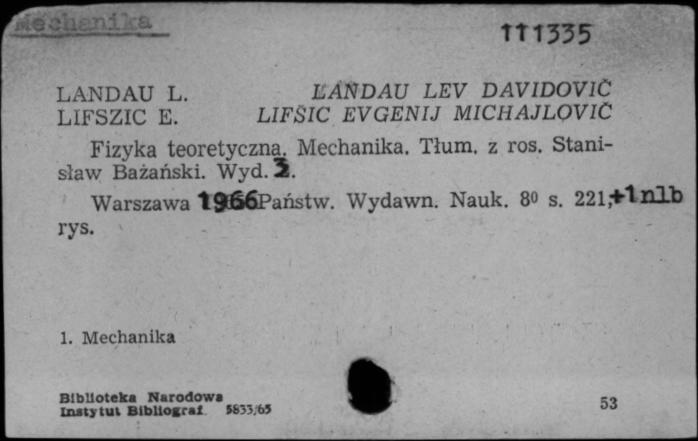 Mechanika
111335
LANDAU L. LANDAU LEV DAVIDOVIČ
LIFSZIC E. LIFŠIC EVGENIJ MICHAJLOVIČ
Fizyka teoretyczna. Mechanika. Tłum. z ros. Stani-
sław Bażański. Wyd. 2.
Warszawa 1966 Państw. Wydawn. Nauk. 8⁰ s. 221,+1nlb
rys.
1. Mechanika
Biblioteka Narodowa
Instytut Bibliograf. 5833/65
53